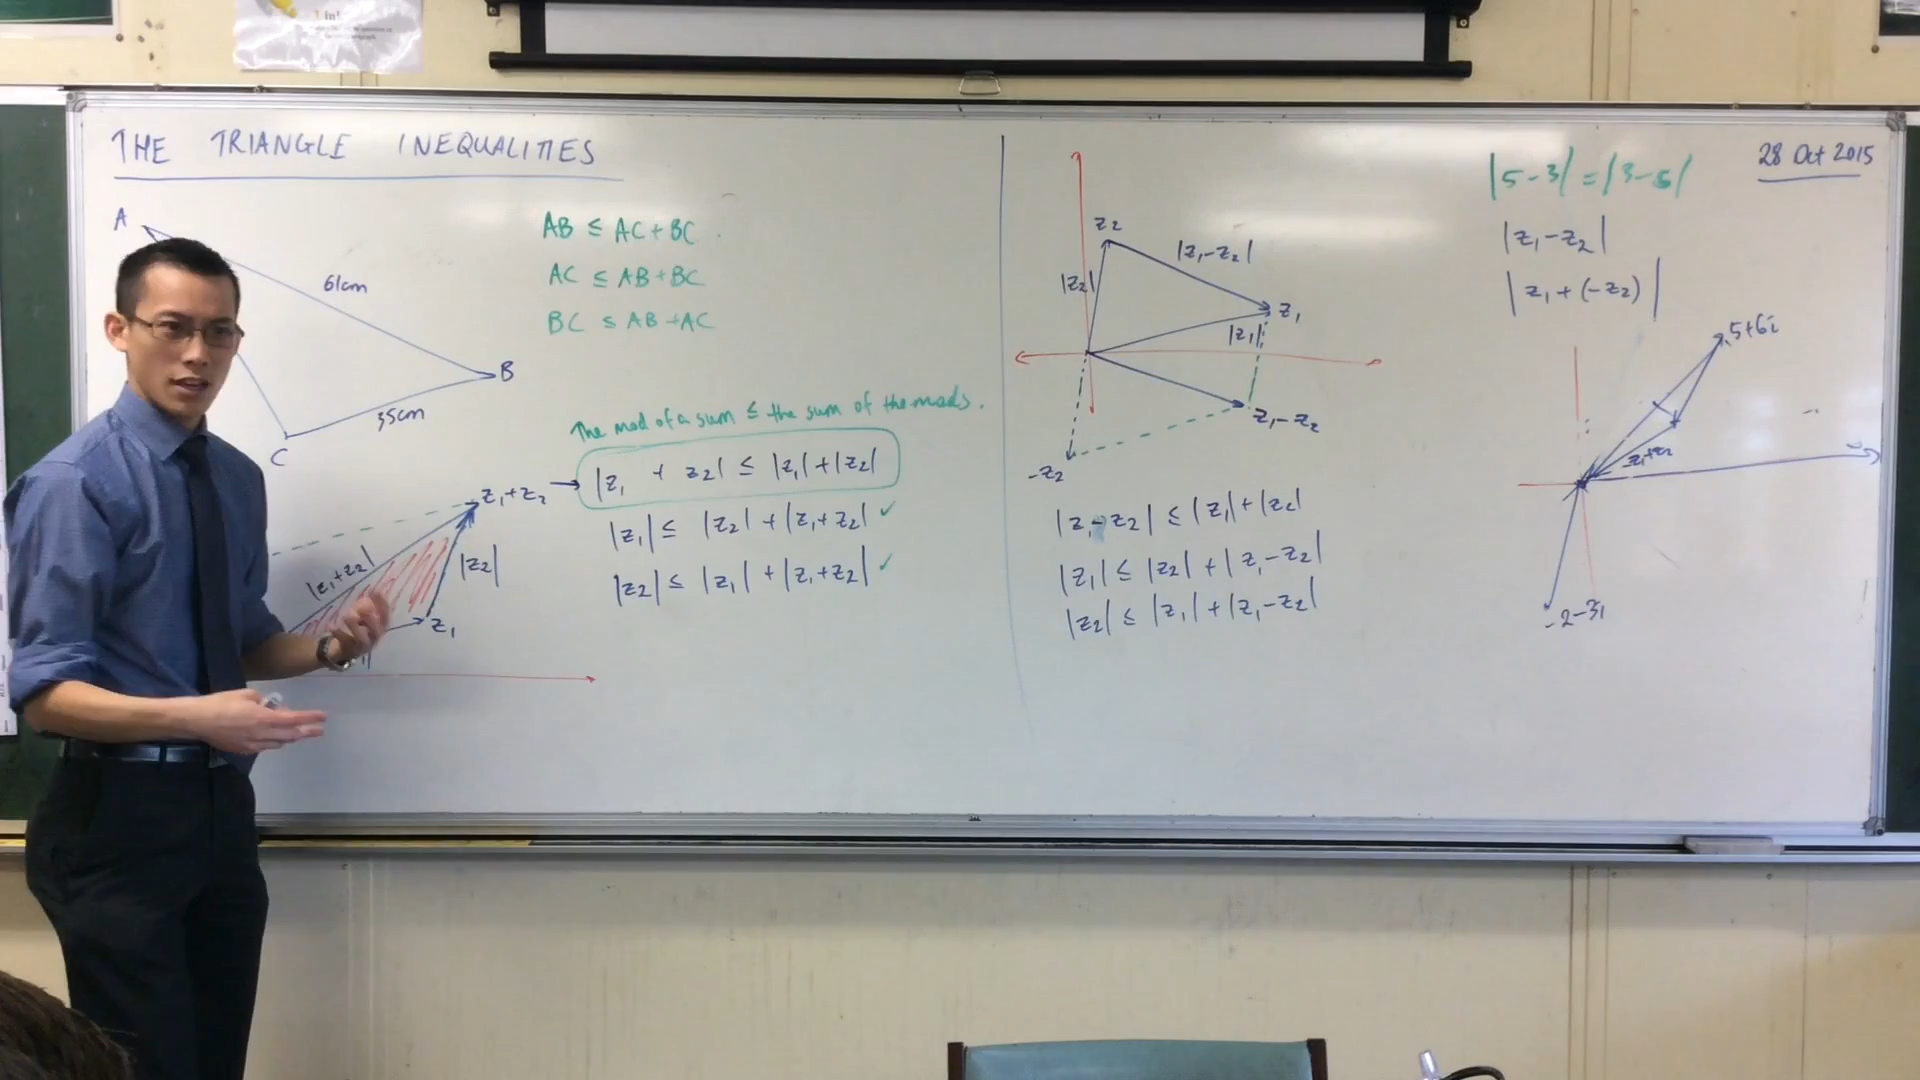 THE TRIANGLE INEQUALITIES
28 Oct 2015
A
61cm
B
35cm
C
AB ≤ AC + BC
AC ≤ AB + BC
BC ≤ AB + AC
The mod of a sum ≤ the sum of the mods.
|z₁ + z₂| ≤ |z₁| + |z₂|
|z₁| ≤ |z₂| + |z₁+z₂| ✓
|z₂| ≤ |z₁| + |z₁+z₂| ✓
z₁+z₂
|z₁+z₂|
|z₂|
z₁
z₂
|z₁-z₂|
|z₂|
z₁
|z₁|
z₁-z₂
-z₂
|z₁-z₂| ≤ |z₁| + |z₂|
|z₁| ≤ |z₂| + |z₁-z₂|
|z₂| ≤ |z₁| + |z₁-z₂|
|5-3| = |3-5|
|z₁-z₂|
|z₁+(-z₂)|
5+6i
z₁+z₂
-2-3i